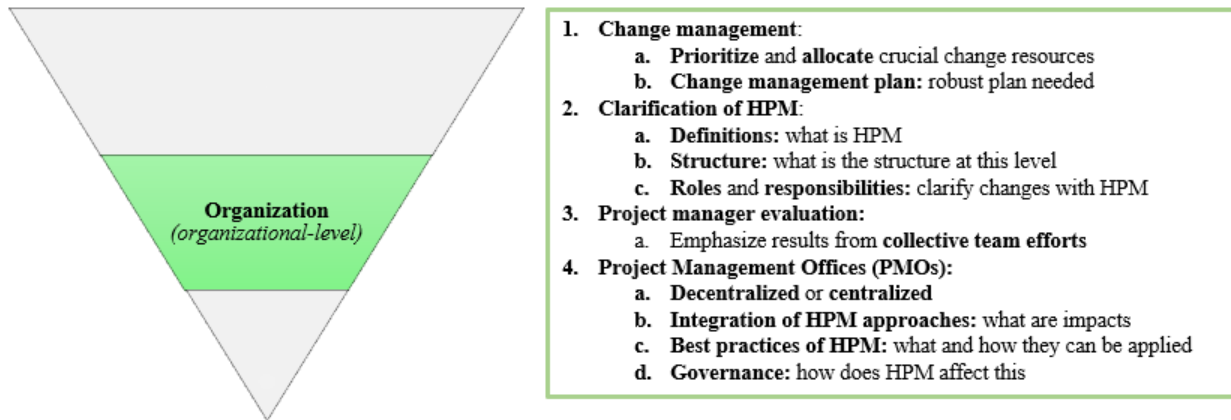 Organization
(organizational-level)
1. Change management:
a. Prioritize and allocate crucial change resources
b. Change management plan: robust plan needed
2. Clarification of HPM:
a. Definitions: what is HPM
b. Structure: what is the structure at this level
c. Roles and responsibilities: clarify changes with HPM
3. Project manager evaluation:
a. Emphasize results from collective team efforts
4. Project Management Offices (PMOs):
a. Decentralized or centralized
b. Integration of HPM approaches: what are impacts
c. Best practices of HPM: what and how they can be applied
d. Governance: how does HPM affect this